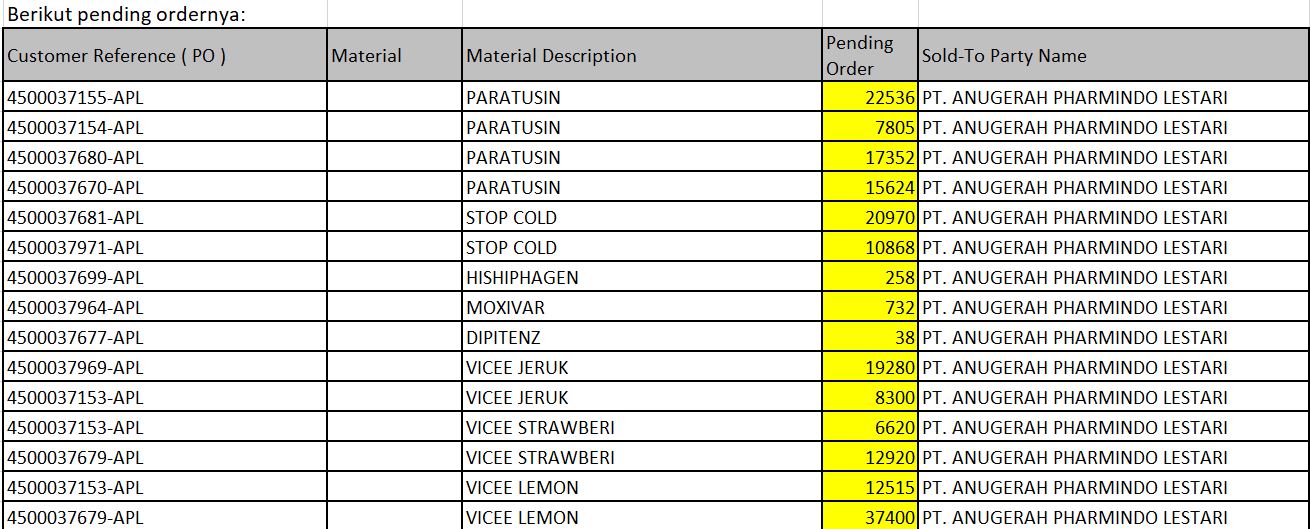 Berikut pending ordernya:
Customer Reference ( PO ) Material Material Description Pending Order Sold-To Party Name
4500037155-APL PARATUSIN 22536 PT. ANUGERAH PHARMINDO LESTARI
4500037154-APL PARATUSIN 7805 PT. ANUGERAH PHARMINDO LESTARI
4500037680-APL PARATUSIN 17352 PT. ANUGERAH PHARMINDO LESTARI
4500037670-APL PARATUSIN 15624 PT. ANUGERAH PHARMINDO LESTARI
4500037681-APL STOP COLD 20970 PT. ANUGERAH PHARMINDO LESTARI
4500037971-APL STOP COLD 10868 PT. ANUGERAH PHARMINDO LESTARI
4500037699-APL HISHIPHAGEN 258 PT. ANUGERAH PHARMINDO LESTARI
4500037964-APL MOXIVAR 732 PT. ANUGERAH PHARMINDO LESTARI
4500037677-APL DIPITENZ 38 PT. ANUGERAH PHARMINDO LESTARI
4500037969-APL VICEE JERUK 19280 PT. ANUGERAH PHARMINDO LESTARI
4500037153-APL VICEE JERUK 8300 PT. ANUGERAH PHARMINDO LESTARI
4500037153-APL VICEE STRAWBERI 6620 PT. ANUGERAH PHARMINDO LESTARI
4500037679-APL VICEE STRAWBERI 12920 PT. ANUGERAH PHARMINDO LESTARI
4500037153-APL VICEE LEMON 12515 PT. ANUGERAH PHARMINDO LESTARI
4500037679-APL VICEE LEMON 37400 PT. ANUGERAH PHARMINDO LESTARI